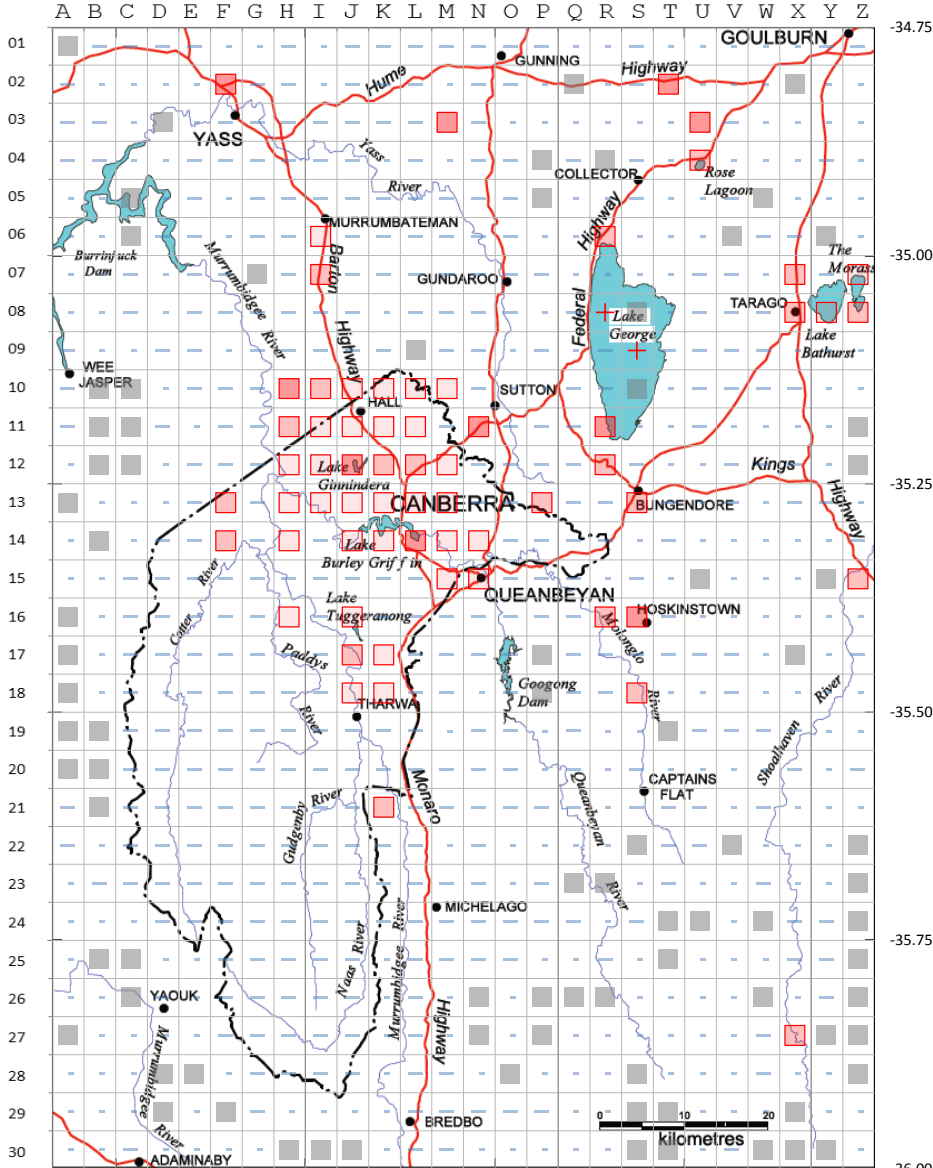 A B C D E F G H I J K L M N O P Q R S T U V W X Y Z
01
GOULBURN
-34.75
GUNNING
Hume
Highway
02
03
YASS
Yass
River
04
COLLECTOR
Rose
Lagoon
05
MURRUMBATEMAN
06
Highway
Burrinjuck
Dam
Murrumbidgee
River
Barton
Highway
-35.00
The
Morass
07
GUNDAROO
08
Federal
Lake
George
TARAGO
Lake
Bathurst
09
WEE
JASPER
10
HALL
SUTTON
11
12
Lake
Ginnindera
Kings
Highway
-35.25
13
CANBERRA
BUNGENDORE
14
Lake
Burley Griffin
15
River
Cotter
QUEANBEYAN
Lake
Tuggeranong
16
HOSKINSTOWN
Molonglo
River
17
Paddys
River
18
Googong
Dam
THARWA
River
Shoalhaven
-35.50
19
20
Monaro
Highway
CAPTAINS
FLAT
21
Gudgenby
River
Queanbeyan
River
22
23
24
MICHELAGO
-35.75
25
Naas
River
Murrumbidgee
River
26
YAOUK
27
Murrumbidgee
River
28
29
BREDBO
0 10 20
kilometres
30
ADAMINABY
-36.00